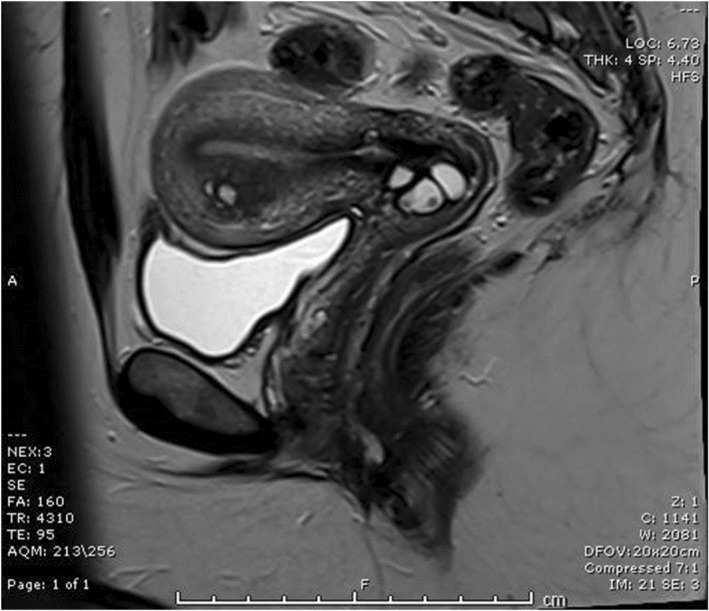 ---
LOC: 6.73
THK: 4 SP: 4.40
HFS
A
P
---
NEX:3
EC: 1
SE
FA: 160
TR: 4310
TE: 95
AQM: 213\256
Page: 1 of 1
F
cm
Z: 1
C: 1141
W: 2081
DFOV:20x20cm
Compressed 7:1
IM: 21 SE: 3